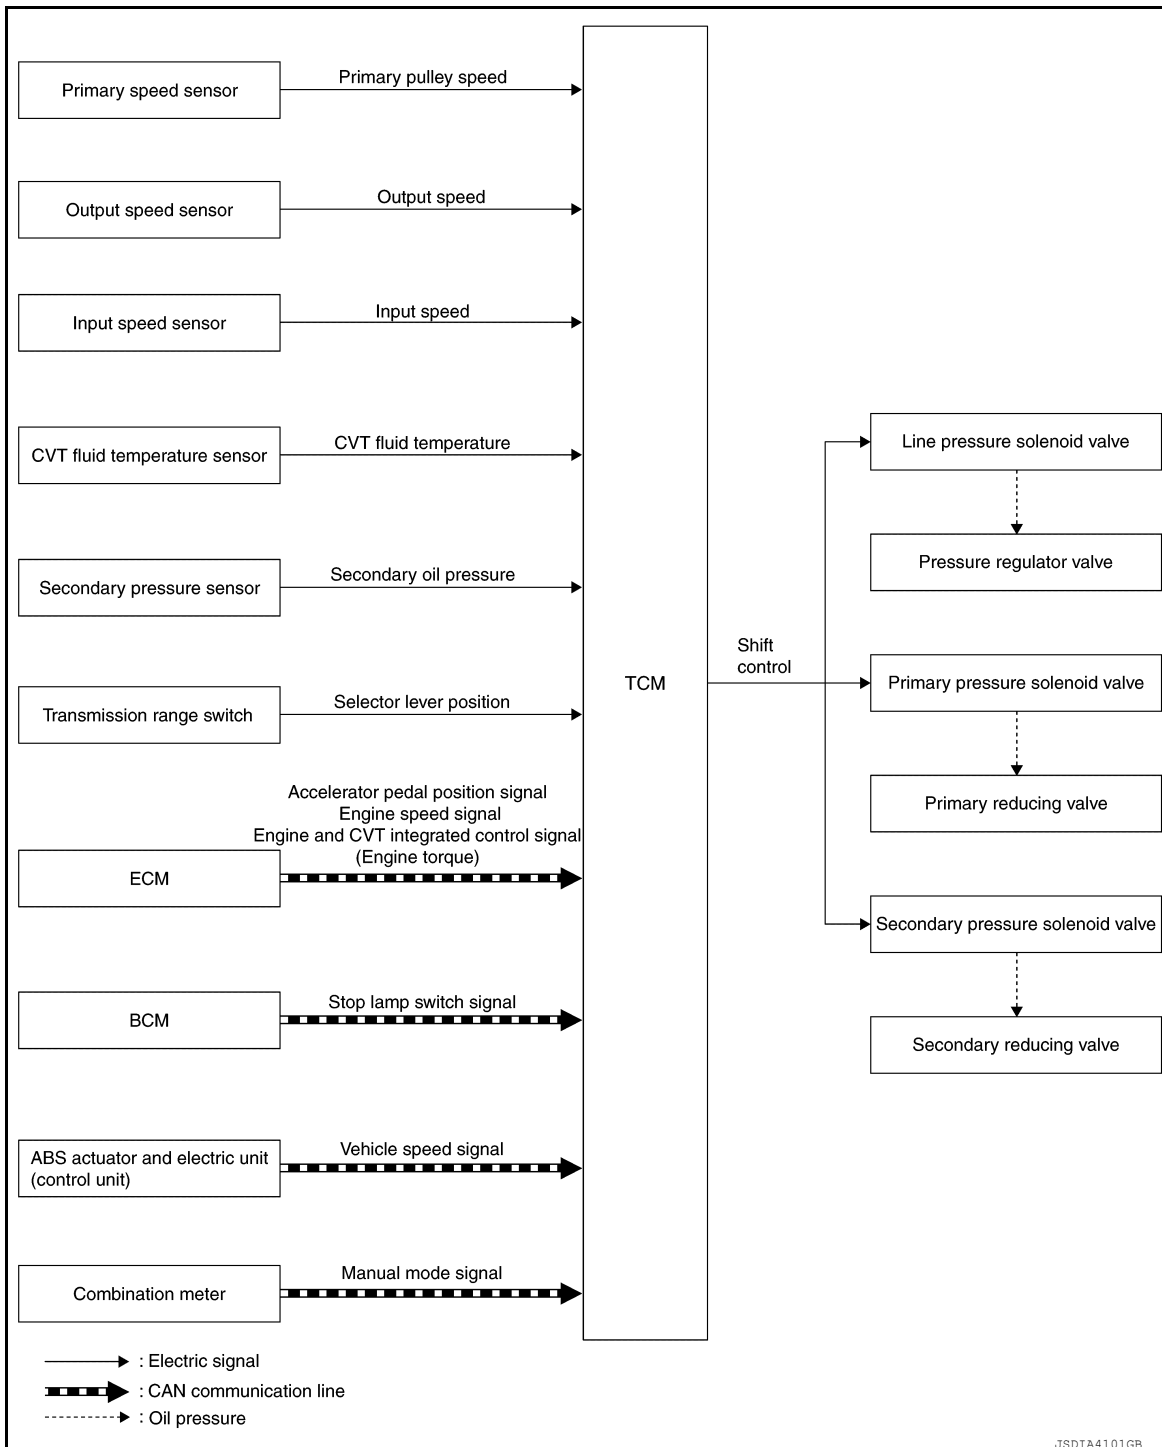 Primary speed sensor
Primary pulley speed
Output speed sensor
Output speed
Input speed sensor
Input speed
CVT fluid temperature sensor
CVT fluid temperature
Secondary pressure sensor
Secondary oil pressure
Transmission range switch
Selector lever position
ECM
Accelerator pedal position signal
Engine speed signal
Engine and CVT integrated control signal
(Engine torque)
BCM
Stop lamp switch signal
ABS actuator and electric unit
(control unit)
Vehicle speed signal
Combination meter
Manual mode signal
TCM
Shift
control
Line pressure solenoid valve
Pressure regulator valve
Primary pressure solenoid valve
Primary reducing valve
Secondary pressure solenoid valve
Secondary reducing valve
: Electric signal
: CAN communication line
: Oil pressure
JSDIA4101GB